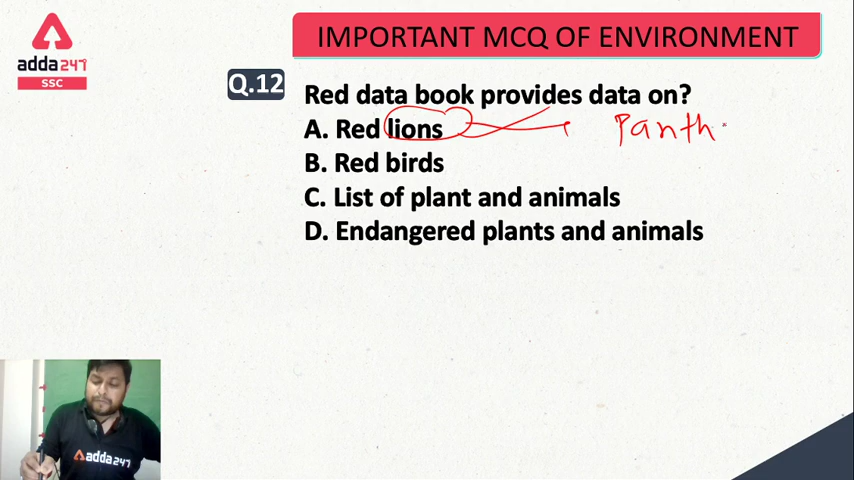 IMPORTANT MCQ OF ENVIRONMENT
adda247
SSC
Q.12
Red data book provides data on?
A. Red lions
Panth
B. Red birds
C. List of plant and animals
D. Endangered plants and animals
adda247